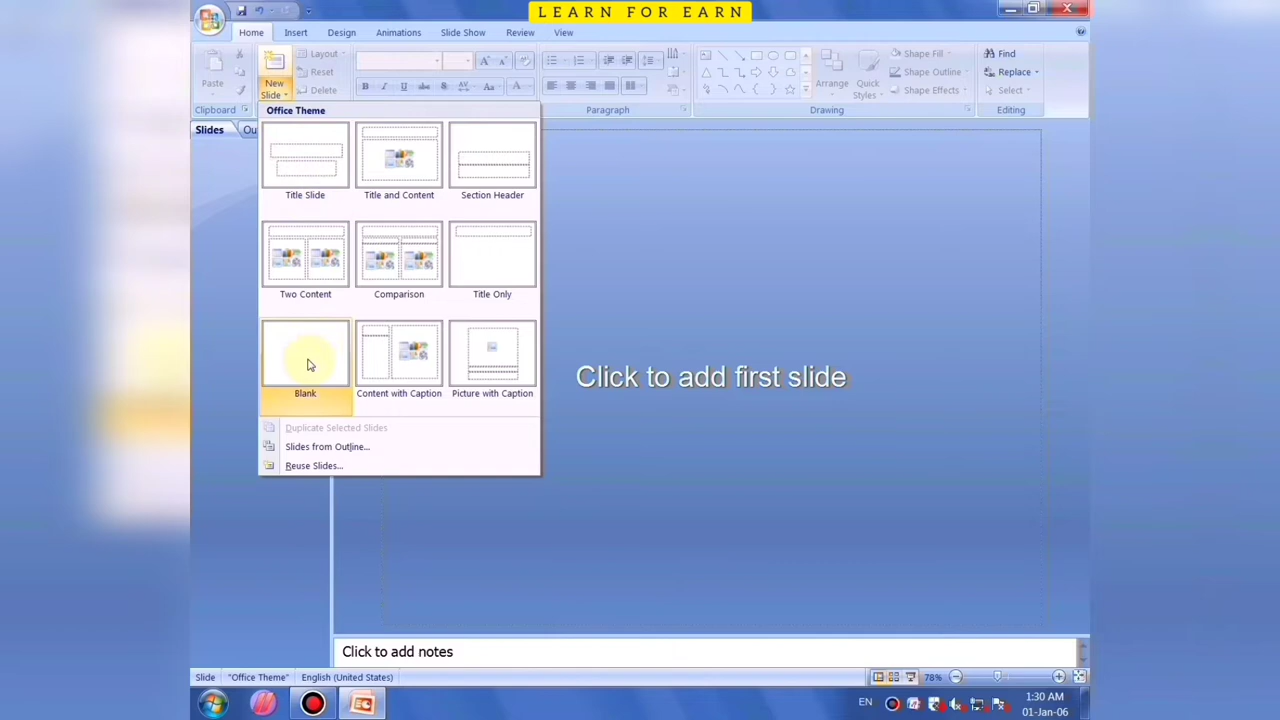 LEARN FOR EARN
Home Insert Design Animations Slide Show Review View
Paste
New Slide
Layout
Reset
Delete
Arrange
Quick Styles
Shape Fill
Shape Outline
Shape Effects
Find
Replace
Select
Clipboard
Paragraph
Drawing
Editing
Office Theme
Slides Ou
Title Slide Title and Content Section Header
Two Content Comparison Title Only
Blank Content with Caption Picture with Caption
Duplicate Selected Slides
Slides from Outline...
Reuse Slides...
Click to add first slide
Click to add notes
Slide "Office Theme" English (United States) 78%
EN 1:30 AM
01-Jan-06